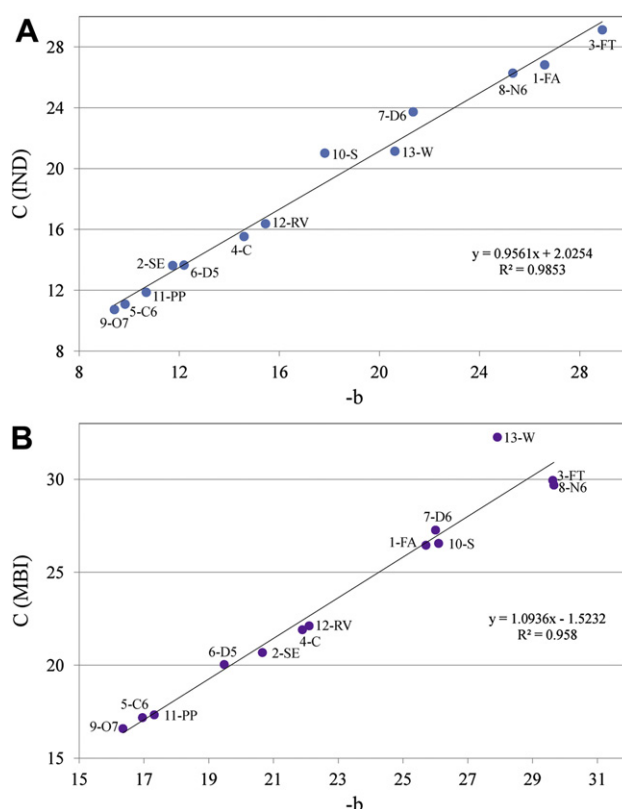 A
C (IND)
28
24
20
16
12
8
3-FT
1-FA
8-N6
7-D6
10-S
13-W
12-RV
4-C
2-SE
6-D5
11-PP
5-C6
9-O7
y = 0.9561x + 2.0254
R² = 0.9853
8 12 16 20 24 28
-b
B
C (MBI)
30
25
20
15
13-W
3-FT
8-N6
7-D6
1-FA
10-S
12-RV
4-C
6-D5
2-SE
5-C6
11-PP
9-O7
y = 1.0936x - 1.5232
R² = 0.958
15 17 19 21 23 25 27 29 31
-b